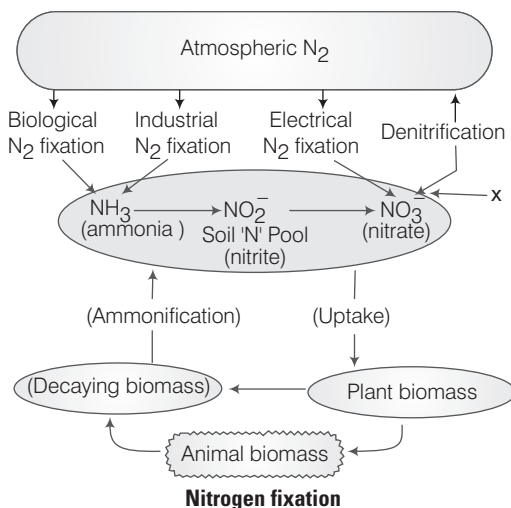 Atmospheric N₂
Biological
N₂ fixation
Industrial
N₂ fixation
Electrical
N₂ fixation
Denitrification
x
NH₃
(ammonia )
NO₂⁻
Soil 'N' Pool
(nitrite)
NO₃⁻
(nitrate)
(Ammonification)
(Uptake)
(Decaying biomass)
Plant biomass
Animal biomass
Nitrogen fixation